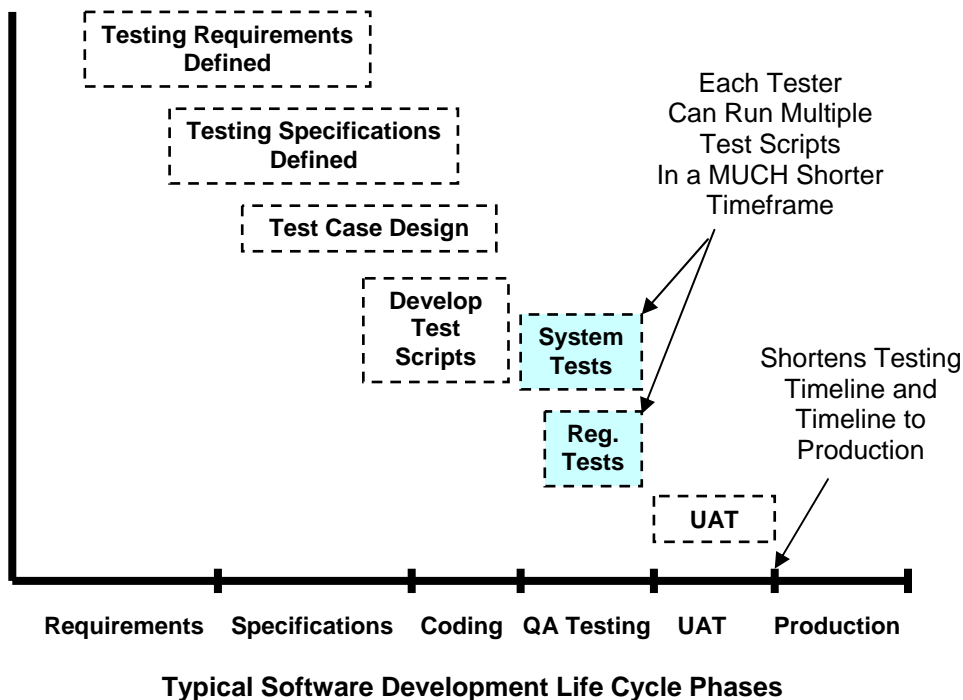 Testing Requirements
Defined
Testing Specifications
Defined
Test Case Design
Develop
Test
Scripts
System
Tests
Reg.
Tests
UAT
Each Tester
Can Run Multiple
Test Scripts
In a MUCH Shorter
Timeframe
Shortens Testing
Timeline and
Timeline to
Production
Requirements Specifications Coding QA Testing UAT Production
Typical Software Development Life Cycle Phases